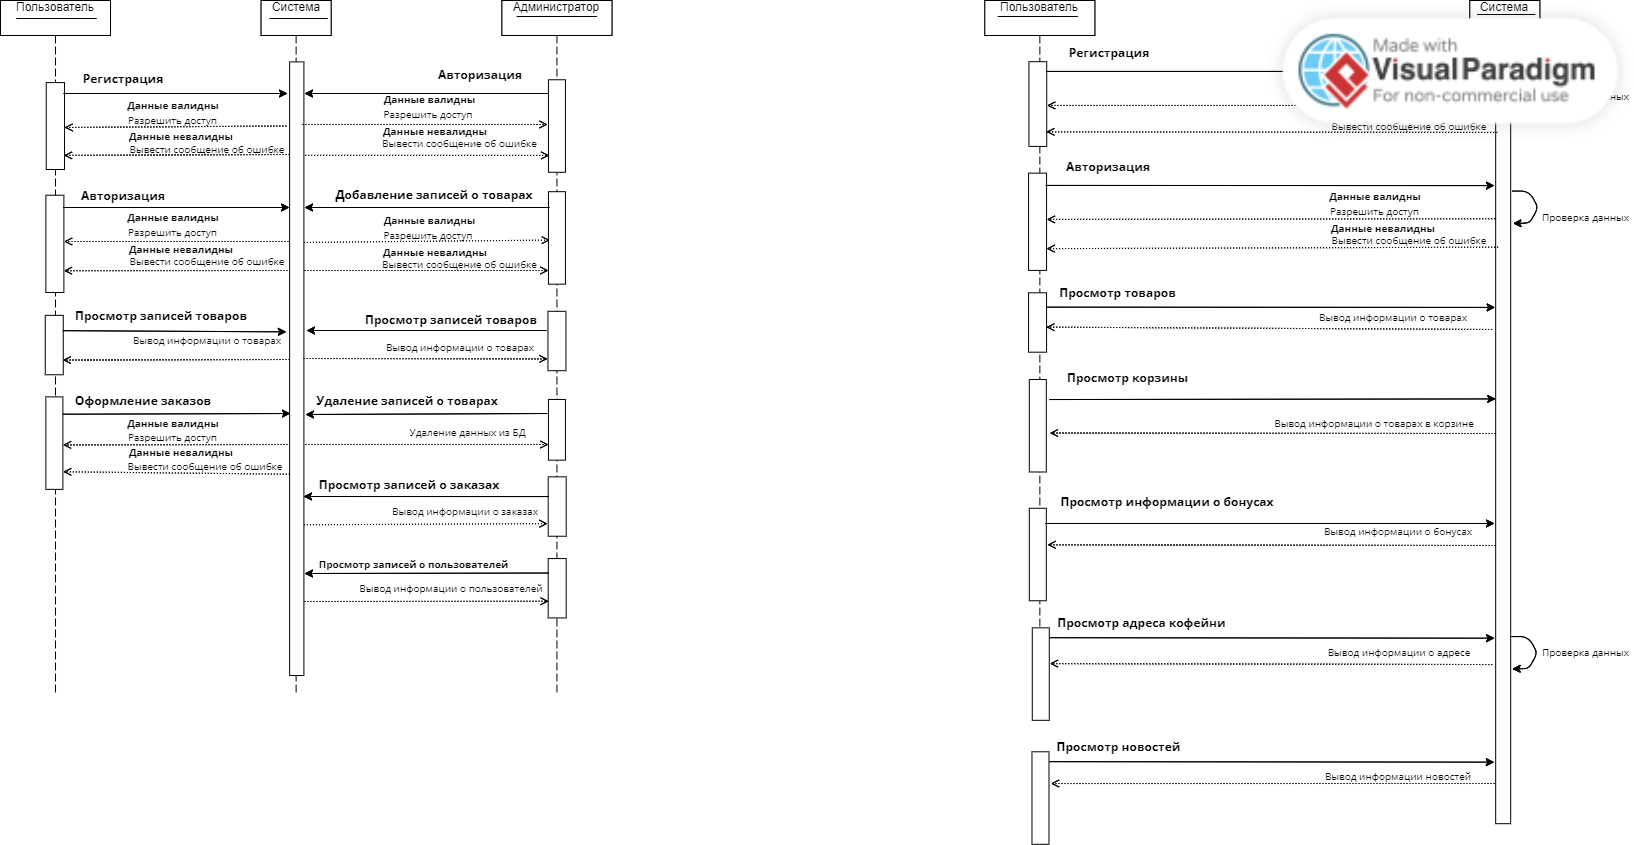 Пользователь
Система
Администратор
Регистрация
Данные валидны
Разрешить доступ
Данные невалидны
Вывести сообщение об ошибке
Авторизация
Данные валидны
Разрешить доступ
Данные невалидны
Вывести сообщение об ошибке
Просмотр записей товаров
Вывод информации о товарах
Оформление заказов
Данные валидны
Разрешить доступ
Данные невалидны
Вывести сообщение об ошибке
Авторизация
Данные валидны
Разрешить доступ
Данные невалидны
Вывести сообщение об ошибке
Добавление записей о товарах
Данные валидны
Разрешить доступ
Данные невалидны
Вывести сообщение об ошибке
Просмотр записей товаров
Вывод информации о товарах
Удаление записей о товарах
Удаление данных из БД
Просмотр записей о заказах
Вывод информации о заказах
Просмотр записей о пользователей
Вывод информации о пользователей
Пользователь
Система
Made with
Visual Paradigm
For non-commercial use
Регистрация
Вывести сообщение об ошибке
Авторизация
Данные валидны
Разрешить доступ
Данные невалидны
Вывести сообщение об ошибке
Проверка данных
Просмотр товаров
Вывод информации о товарах
Просмотр корзины
Вывод информации о товарах в корзине
Просмотр информации о бонусах
Вывод информации о бонусах
Просмотр адреса кофейни
Вывод информации о адресе
Проверка данных
Просмотр новостей
Вывод информации новостей